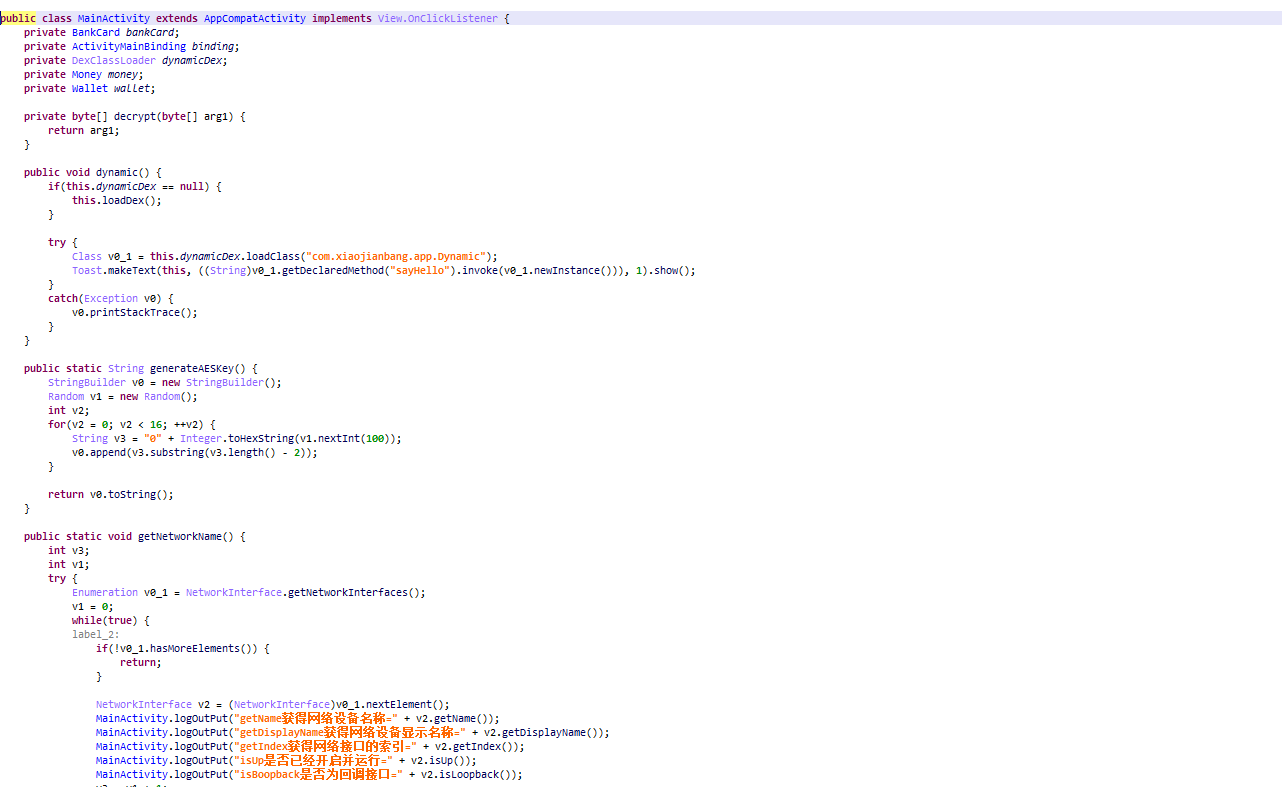 public class MainActivity extends AppCompatActivity implements View.OnClickListener {
    private BankCard bankCard;
    private ActivityMainBinding binding;
    private DexClassLoader dynamicDex;
    private Money money;
    private Wallet wallet;

    private byte[] decrypt(byte[] arg1) {
        return arg1;
    }

    public void dynamic() {
        if(this.dynamicDex == null) {
            this.loadDex();
        }

        try {
            Class v0_1 = this.dynamicDex.loadClass("com.xiaojianbang.app.Dynamic");
            Toast.makeText(this, ((String)v0_1.getDeclaredMethod("sayHello").invoke(v0_1.newInstance())), 1).show();
        }
        catch(Exception v0) {
            v0.printStackTrace();
        }
    }

    public static String generateAESKey() {
        StringBuilder v0 = new StringBuilder();
        Random v1 = new Random();
        int v2;
        for(v2 = 0; v2 < 16; ++v2) {
            String v3 = "0" + Integer.toHexString(v1.nextInt(100));
            v0.append(v3.substring(v3.length() - 2));
        }

        return v0.toString();
    }

    public static void getNetworkName() {
        int v3;
        int v1;
        try {
            Enumeration v0_1 = NetworkInterface.getNetworkInterfaces();
            v1 = 0;
            while(true) {
            label_2:
                if(!v0_1.hasMoreElements()) {
                    return;
                }

                NetworkInterface v2 = (NetworkInterface)v0_1.nextElement();
                MainActivity.logOutPut("getName获得网络设备名称=" + v2.getName());
                MainActivity.logOutPut("getDisplayName获得网络设备显示名称=" + v2.getDisplayName());
                MainActivity.logOutPut("getIndex获得网络接口的索引=" + v2.getIndex());
                MainActivity.logOutPut("isUp是否已经开启并运行=" + v2.isUp());
                MainActivity.logOutPut("isBoopback是否为回调接口=" + v2.isLoopback());